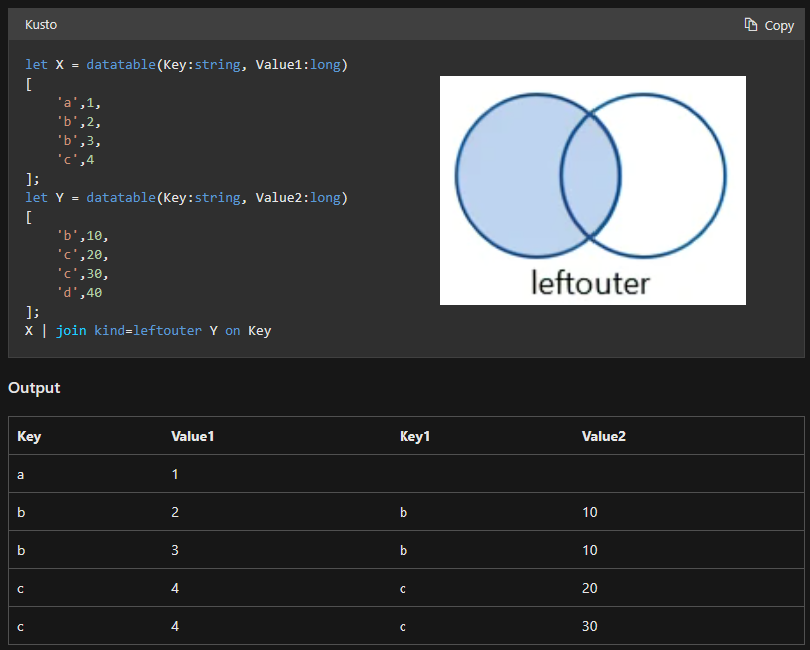 Kusto
Copy
let X = datatable(Key:string, Value1:long)
[
    'a',1,
    'b',2,
    'b',3,
    'c',4
];
let Y = datatable(Key:string, Value2:long)
[
    'b',10,
    'c',20,
    'c',30,
    'd',40
];
X | join kind=leftouter Y on Key
leftouter
Output
Key Value1 Key1 Value2
a 1
b 2 b 10
b 3 b 10
c 4 c 20
c 4 c 30